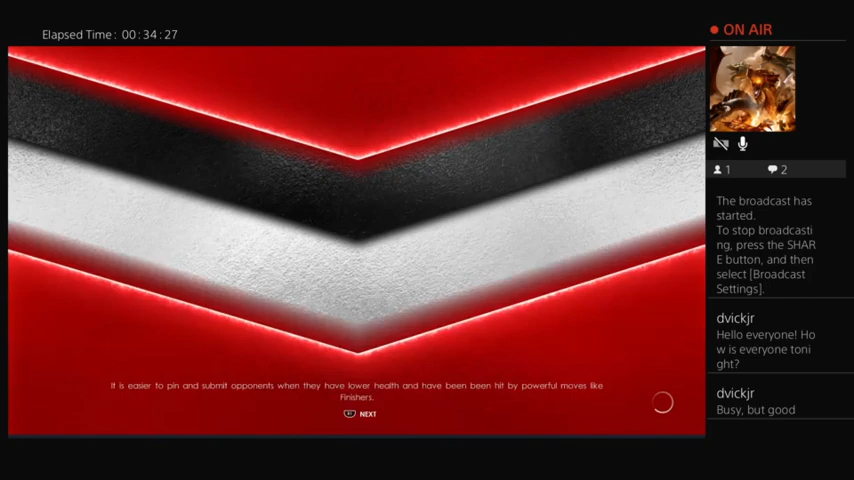 Elapsed Time: 00:34:27
ON AIR
1
2
The broadcast has
started.
To stop broadcasti
ng, press the SHAR
E button, and then
select [Broadcast
Settings].
dvickjr
Hello everyone! Ho
w is everyone toni
ght?
dvickjr
Busy, but good
It is easier to pin and submit opponents when they have lower health and have been been hit by powerful moves like
Finishers.
NEXT